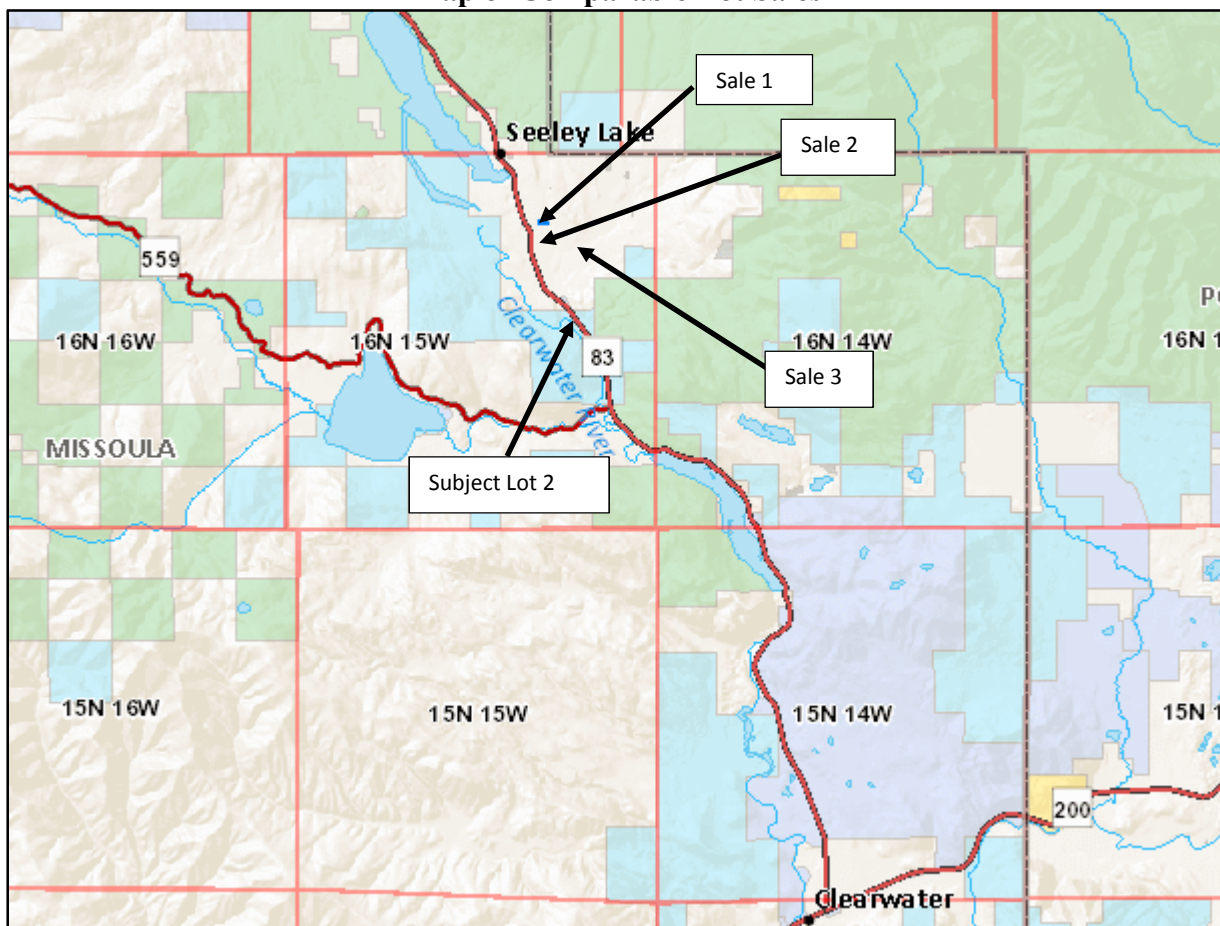 Sale 1
Seeley Lake
Sale 2
559
16N 16W
16N 15W
Clearwater River
83
16N 14W
16N 1
Sale 3
MISSOULA
Subject Lot 2
15N 16W
15N 15W
15N 14W
15N 1
200
Clearwater